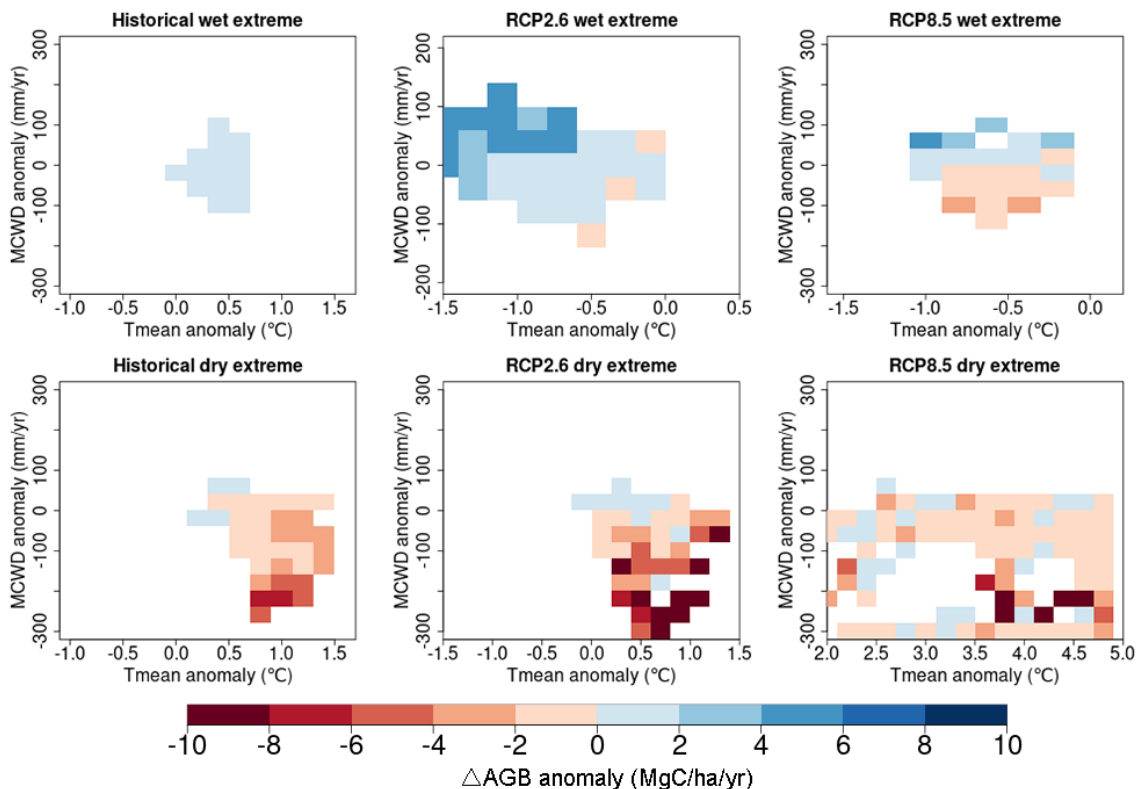 Historical wet extreme
RCP2.6 wet extreme
RCP8.5 wet extreme
MCWD anomaly (mm/yr)
300
100
0
-100
-300
-1.0 -0.5 0.0 0.5 1.0 1.5
Tmean anomaly (℃)
MCWD anomaly (mm/yr)
200
100
0
-100
-200
-1.5 -1.0 -0.5 0.0 0.5
Tmean anomaly (℃)
MCWD anomaly (mm/yr)
300
100
0
-100
-300
-1.5 -1.0 -0.5 0.0
Tmean anomaly (℃)
Historical dry extreme
RCP2.6 dry extreme
RCP8.5 dry extreme
MCWD anomaly (mm/yr)
300
100
0
-100
-300
-1.0 -0.5 0.0 0.5 1.0 1.5
Tmean anomaly (℃)
MCWD anomaly (mm/yr)
300
100
0
-100
-300
-1.5 -1.0 -0.5 0.0 0.5 1.0 1.5
Tmean anomaly (℃)
MCWD anomaly (mm/yr)
300
100
0
-100
-300
2.0 2.5 3.0 3.5 4.0 4.5 5.0
Tmean anomaly (℃)
-10 -8 -6 -4 -2 0 2 4 6 8 10
△AGB anomaly (MgC/ha/yr)